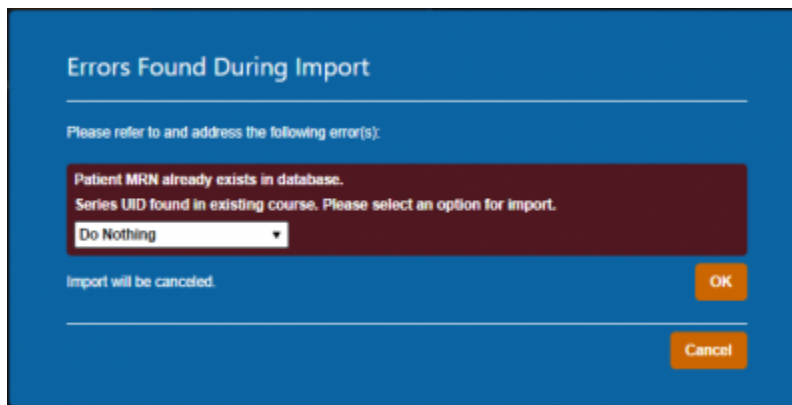 Errors Found During Import
Please refer to and address the following error(s):
Patient MRN already exists in database.
Series UID found in existing course. Please select an option for import.
Do Nothing
Import will be canceled.
OK
Cancel